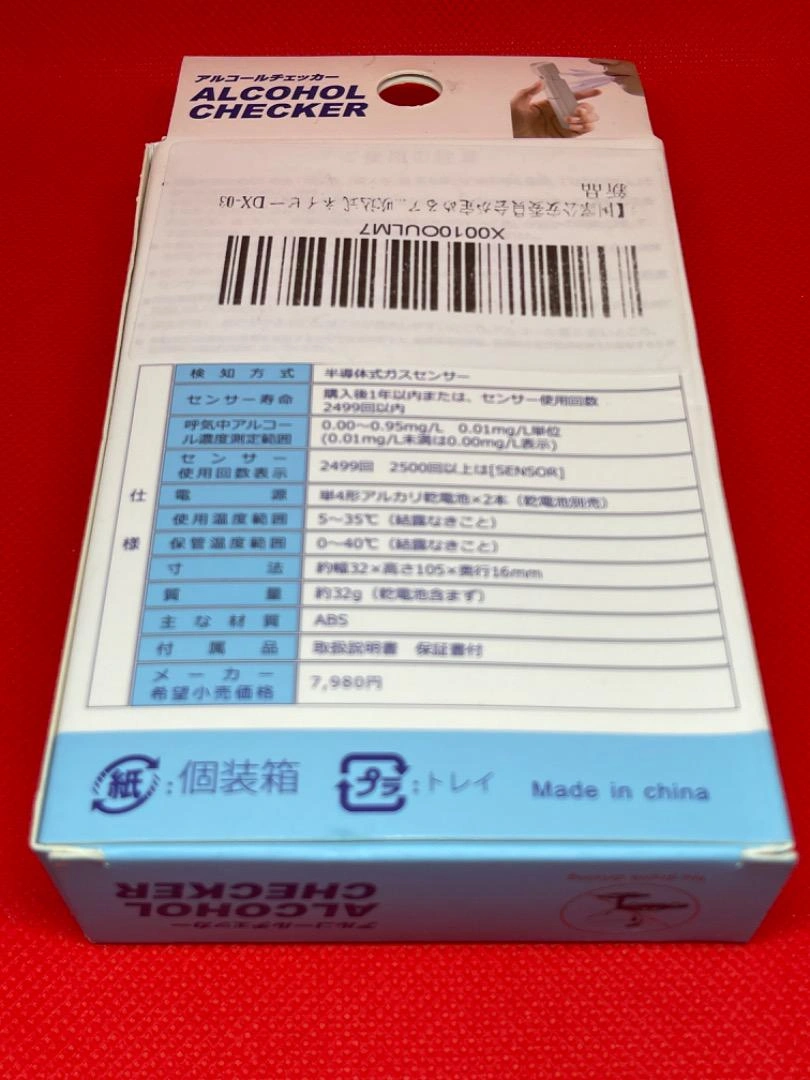 アルコールチェッカー
ALCOHOL
CHECKER
X0010OULM7
【国家公安委員会が定めるア...吹込式 ネイビー DX-03
新品
仕様
検知方式 半導体式ガスセンサー
センサー寿命 購入後1年以内または、センサー使用回数
2499回以内
呼気中アルコー
ル濃度測定範囲 0.00〜0.95mg/L 0.01mg/L単位
(0.01mg/L未満は0.00mg/L表示)
センサー
使用回数表示 2499回 2500回以上は[SENSOR]
電源 単4形アルカリ乾電池×2本（乾電池別売）
使用温度範囲 5〜35℃（結露なきこと）
保管温度範囲 0〜40℃（結露なきこと）
寸法 約幅32×高さ105×奥行16mm
質量 約32g（乾電池含まず）
主な材質 ABS
付属品 取扱説明書 保証書付
メーカー
希望小売価格 7,980円
紙:個装箱 プラ:トレイ Made in china
アルコールチェッカー
ALCOHOL
CHECKER